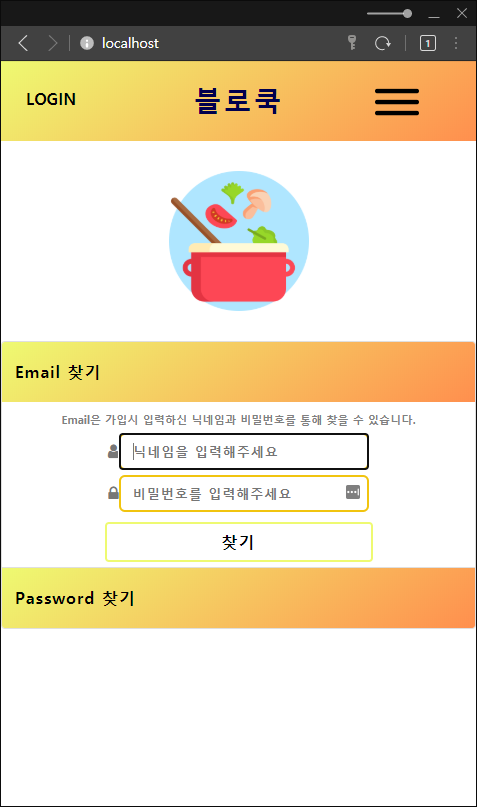 localhost
1
LOGIN
블로쿡
Email 찾기
Email은 가입시 입력하신 닉네임과 비밀번호를 통해 찾을 수 있습니다.
닉네임을 입력해주세요
비밀번호를 입력해주세요
찾기
Password 찾기